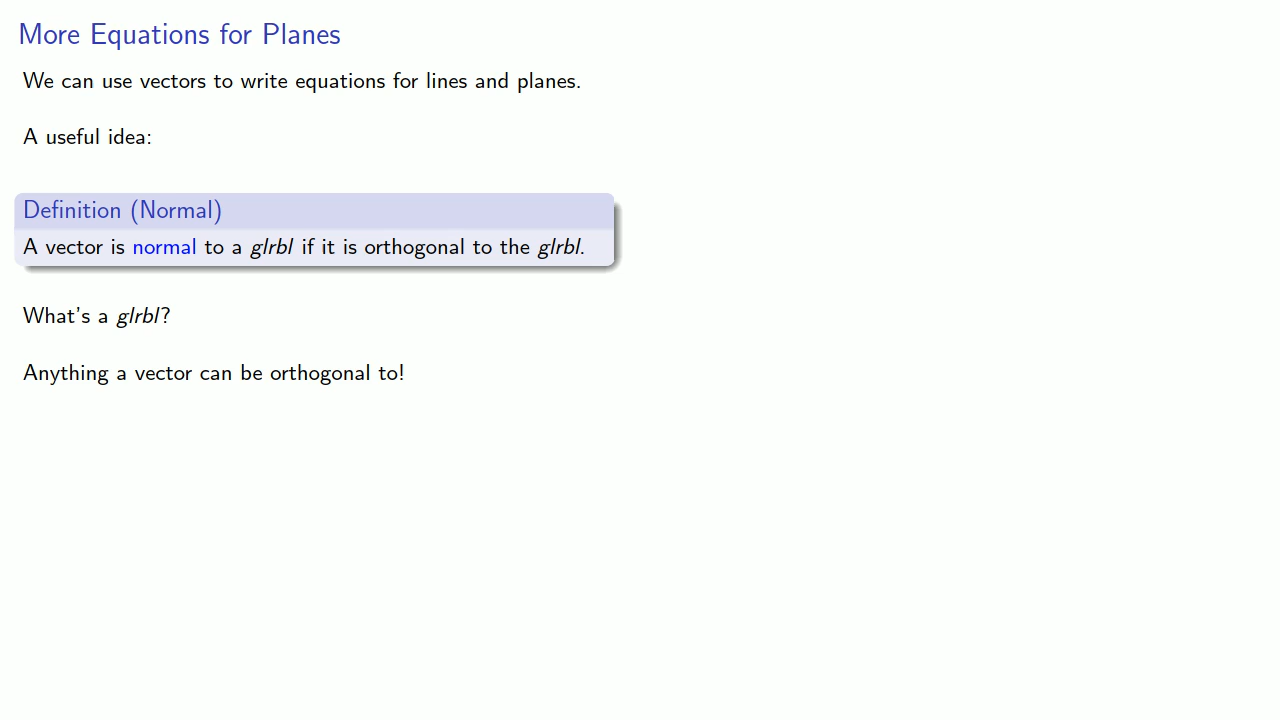 More Equations for Planes
We can use vectors to write equations for lines and planes.
A useful idea:
Definition (Normal)
A vector is normal to a glrbl if it is orthogonal to the glrbl.
What's a glrbl?
Anything a vector can be orthogonal to!